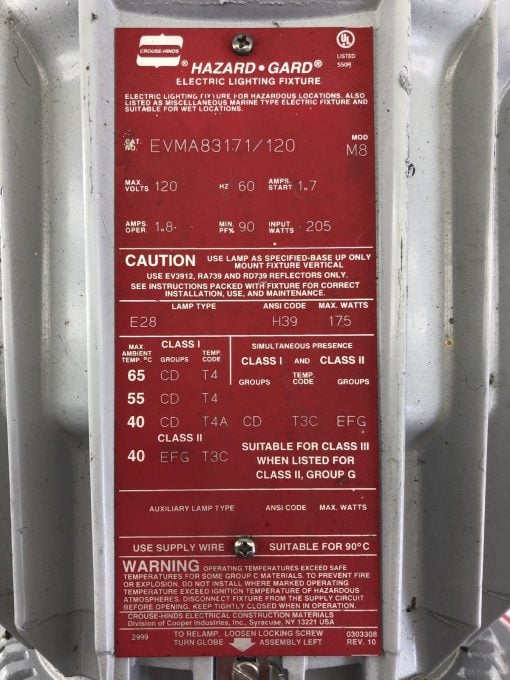 CROUSE-HINDS
® HAZARD•GARD®
ELECTRIC LIGHTING FIXTURE
UL
®
LISTED
550RJ
ELECTRIC LIGHTING FIXTURE FOR HAZARDOUS LOCATIONS. ALSO
LISTED AS MISCELLANEOUS MARINE TYPE ELECTRIC FIXTURE AND
SUITABLE FOR WET LOCATIONS.
CAT. NO. EVMA83171/120 MOD M8
MAX. VOLTS 120 HZ 60 AMPS. START 1.7
AMPS. OPER. 1.8 MIN. PF% 90 INPUT WATTS 205
CAUTION USE LAMP AS SPECIFIED-BASE UP ONLY
MOUNT FIXTURE VERTICAL
USE EV3912, RA739 AND RD739 REFLECTORS ONLY.
SEE INSTRUCTIONS PACKED WITH FIXTURE FOR CORRECT
INSTALLATION, USE, AND MAINTENANCE.
LAMP TYPE ANSI CODE MAX. WATTS
E28 H39 175
MAX. AMBIENT TEMP. °C CLASS I GROUPS TEMP. CODE
SIMULTANEOUS PRESENCE
CLASS I AND CLASS II
GROUPS TEMP. CODE GROUPS
65 CD T4
55 CD T4
40 CD T4A CD T3C EFG
CLASS II
40 EFG T3C
SUITABLE FOR CLASS III
WHEN LISTED FOR
CLASS II, GROUP G
AUXILIARY LAMP TYPE ANSI CODE MAX. WATTS
USE SUPPLY WIRE SUITABLE FOR 90°C
WARNING OPERATING TEMPERATURES EXCEED SAFE
TEMPERATURES FOR SOME GROUP C MATERIALS. TO PREVENT FIRE
OR EXPLOSION. DO NOT INSTALL WHERE MARKED OPERATING
TEMPERATURE EXCEED IGNITION TEMPERATURE OF HAZARDOUS
ATMOSPHERES. DISCONNECT FIXTURE FROM THE SUPPLY CIRCUIT
BEFORE OPENING. KEEP TIGHTLY CLOSED WHEN IN OPERATION.
CROUSE-HINDS ELECTRICAL CONSTRUCTION MATERIALS
Division of Cooper Industries, Inc., Syracuse, NY 13221 USA
2999 TO RELAMP, LOOSEN LOCKING SCREW 0303308
TURN GLOBE ASSEMBLY LEFT REV. 10